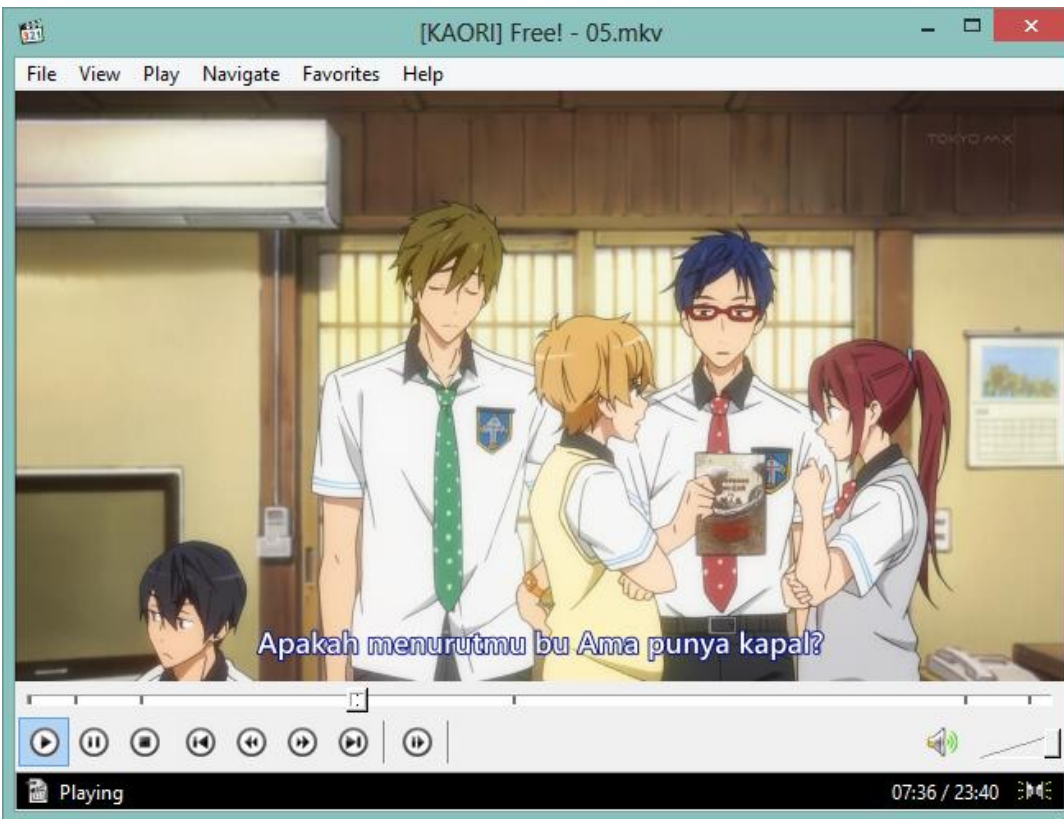 [KAORI] Free! - 05.mkv
File View Play Navigate Favorites Help
TOKYO MX
Apakah menurutmu bu Ama punya kapal?
Playing
07:36 / 23:40